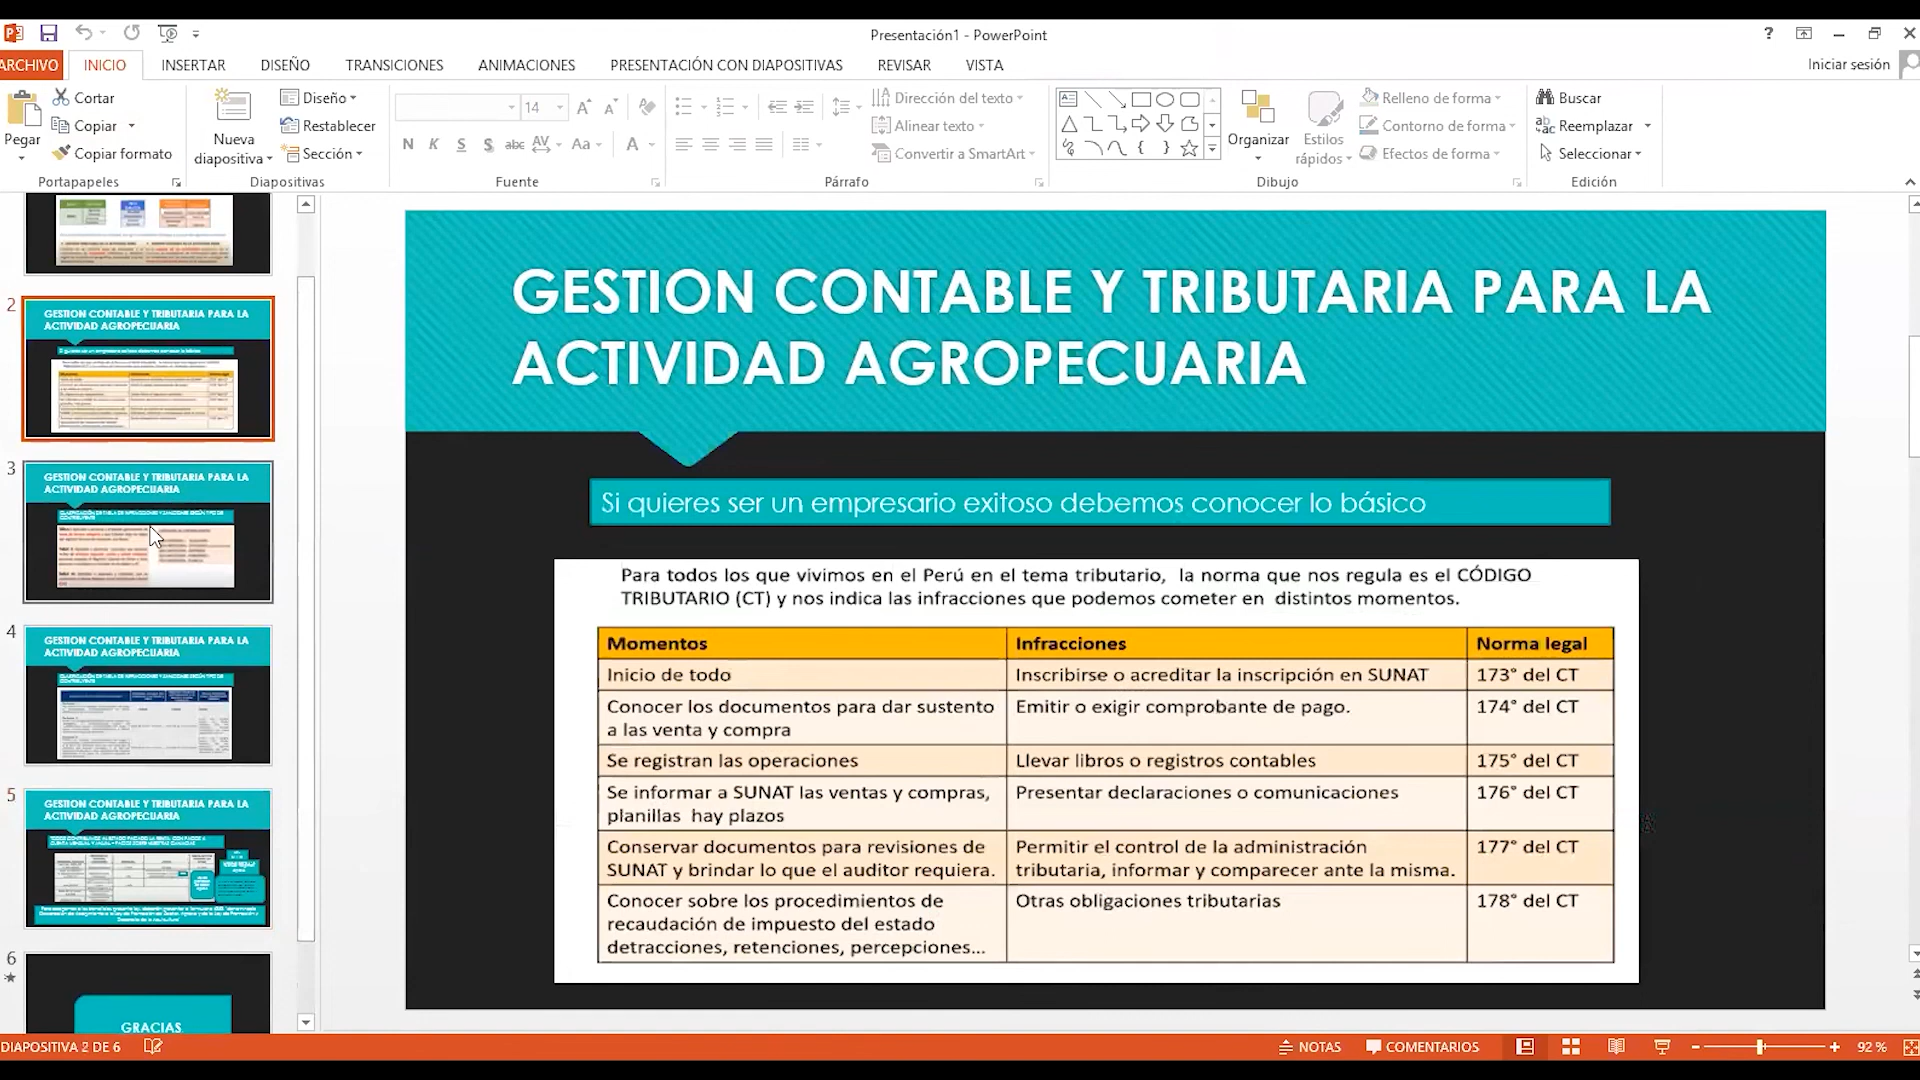 Presentación1 - PowerPoint
ARCHIVO INICIO INSERTAR DISEÑO TRANSICIONES ANIMACIONES PRESENTACIÓN CON DIAPOSITIVAS REVISAR VISTA Iniciar sesión
Pegar
Cortar
Copiar
Copiar formato
Portapapeles
Nueva
diapositiva
Diseño
Restablecer
Sección
Diapositivas
14
N K S S abc AV Aa A
Fuente
Dirección del texto
Alinear texto
Convertir a SmartArt
Párrafo
Organizar
Estilos
rápidos
Relleno de forma
Contorno de forma
Efectos de forma
Dibujo
Buscar
Reemplazar
Seleccionar
Edición
2
GESTION CONTABLE Y TRIBUTARIA PARA LA
ACTIVIDAD AGROPECUARIA
Si quieres ser un empresario exitoso debemos conocer lo básico
3
GESTION CONTABLE Y TRIBUTARIA PARA LA
ACTIVIDAD AGROPECUARIA
4
GESTION CONTABLE Y TRIBUTARIA PARA LA
ACTIVIDAD AGROPECUARIA
5
GESTION CONTABLE Y TRIBUTARIA PARA LA
ACTIVIDAD AGROPECUARIA
6
GRACIAS
GESTION CONTABLE Y TRIBUTARIA PARA LA
ACTIVIDAD AGROPECUARIA
Si quieres ser un empresario exitoso debemos conocer lo básico
Para todos los que vivimos en el Perú en el tema tributario, la norma que nos regula es el CÓDIGO
TRIBUTARIO (CT) y nos indica las infracciones que podemos cometer en distintos momentos.
Momentos Infracciones Norma legal
Inicio de todo Inscribirse o acreditar la inscripción en SUNAT 173° del CT
Conocer los documentos para dar sustento Emitir o exigir comprobante de pago. 174° del CT
a las venta y compra
Se registran las operaciones Llevar libros o registros contables 175° del CT
Se informar a SUNAT las ventas y compras, Presentar declaraciones o comunicaciones 176° del CT
planillas hay plazos
Conservar documentos para revisiones de Permitir el control de la administración 177° del CT
SUNAT y brindar lo que el auditor requiera. tributaria, informar y comparecer ante la misma.
Conocer sobre los procedimientos de Otras obligaciones tributarias 178° del CT
recaudación de impuesto del estado
detracciones, retenciones, percepciones...
DIAPOSITIVA 2 DE 6 NOTAS COMENTARIOS 92 %